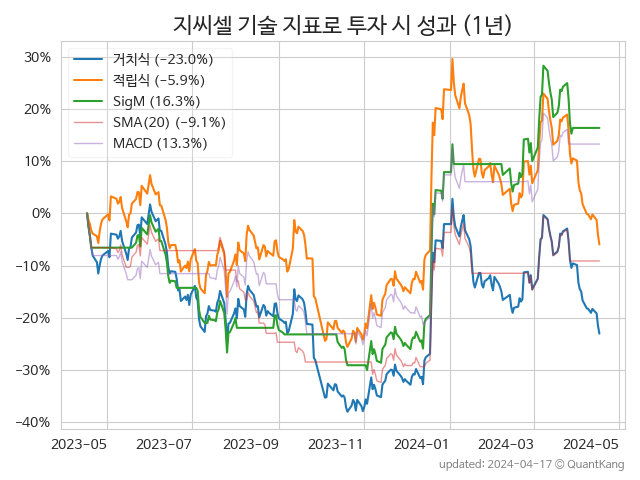 지씨셀 기술 지표로 투자 시 성과 (1년)
거치식 (-23.0%)
적립식 (-5.9%)
SigM (16.3%)
SMA(20) (-9.1%)
MACD (13.3%)
30%
20%
10%
0%
-10%
-20%
-30%
-40%
2023-05 2023-07 2023-09 2023-11 2024-01 2024-03 2024-05
updated: 2024-04-17 © QuantKang